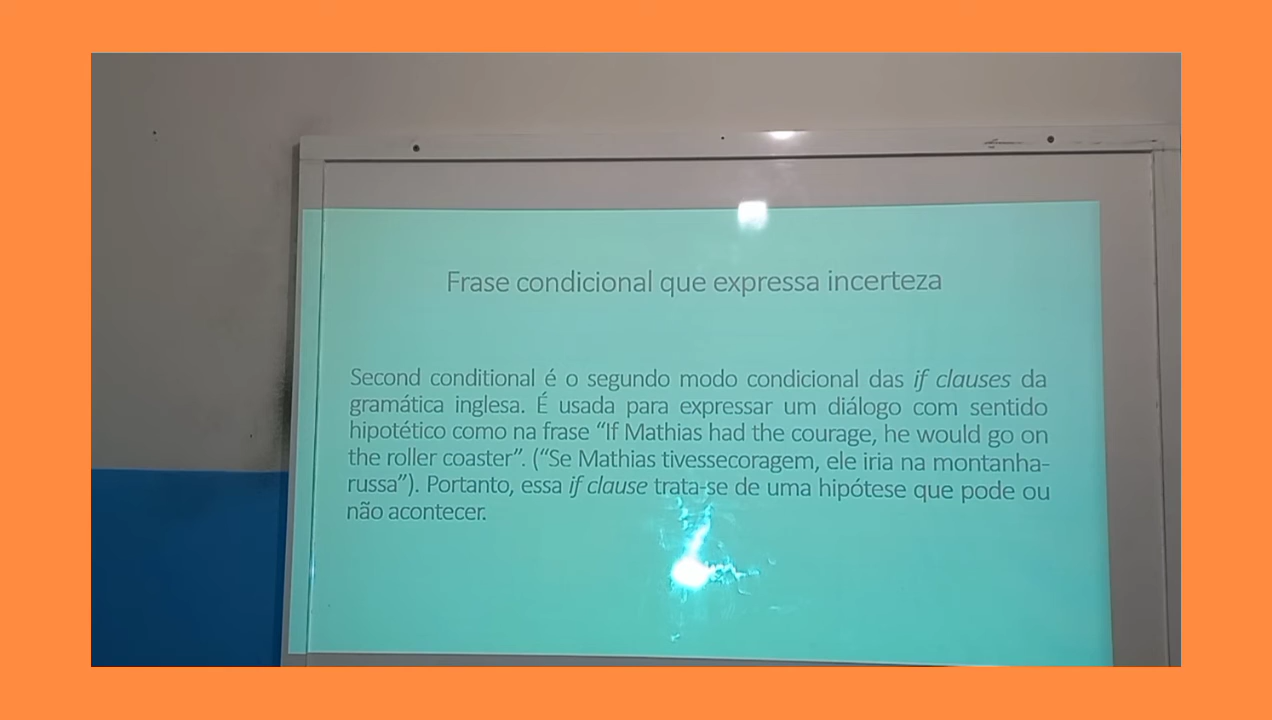 Frase condicional que expressa incerteza
Second conditional é o segundo modo condicional das if clauses da
gramática inglesa. É usada para expressar um diálogo com sentido
hipotético como na frase “If Mathias had the courage, he would go on
the roller coaster”. (“Se Mathias tivessecoragem, ele iria na montanha-
russa”). Portanto, essa if clause trata-se de uma hipótese que pode ou
não acontecer.